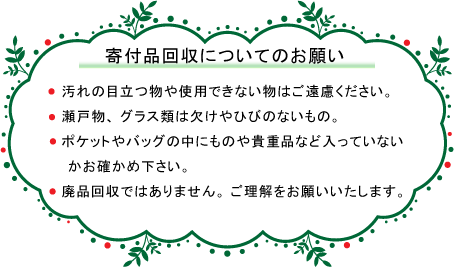 寄付品回収についてのお願い
● 汚れの目立つ物や使用できない物はご遠慮ください。
● 瀬戸物、グラス類は欠けやひびのないもの。
● ポケットやバッグの中にものや貴重品など入っていない
かお確かめ下さい。
● 廃品回収ではありません。ご理解をお願いいたします。